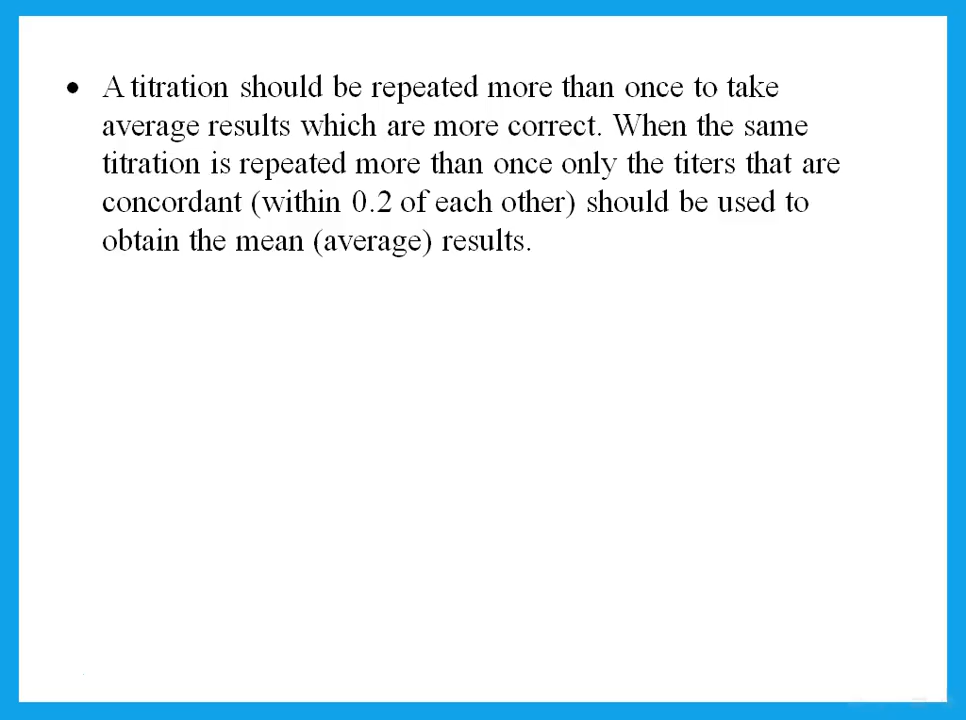 • A titration should be repeated more than once to take
average results which are more correct. When the same
titration is repeated more than once only the titers that are
concordant (within 0.2 of each other) should be used to
obtain the mean (average) results.